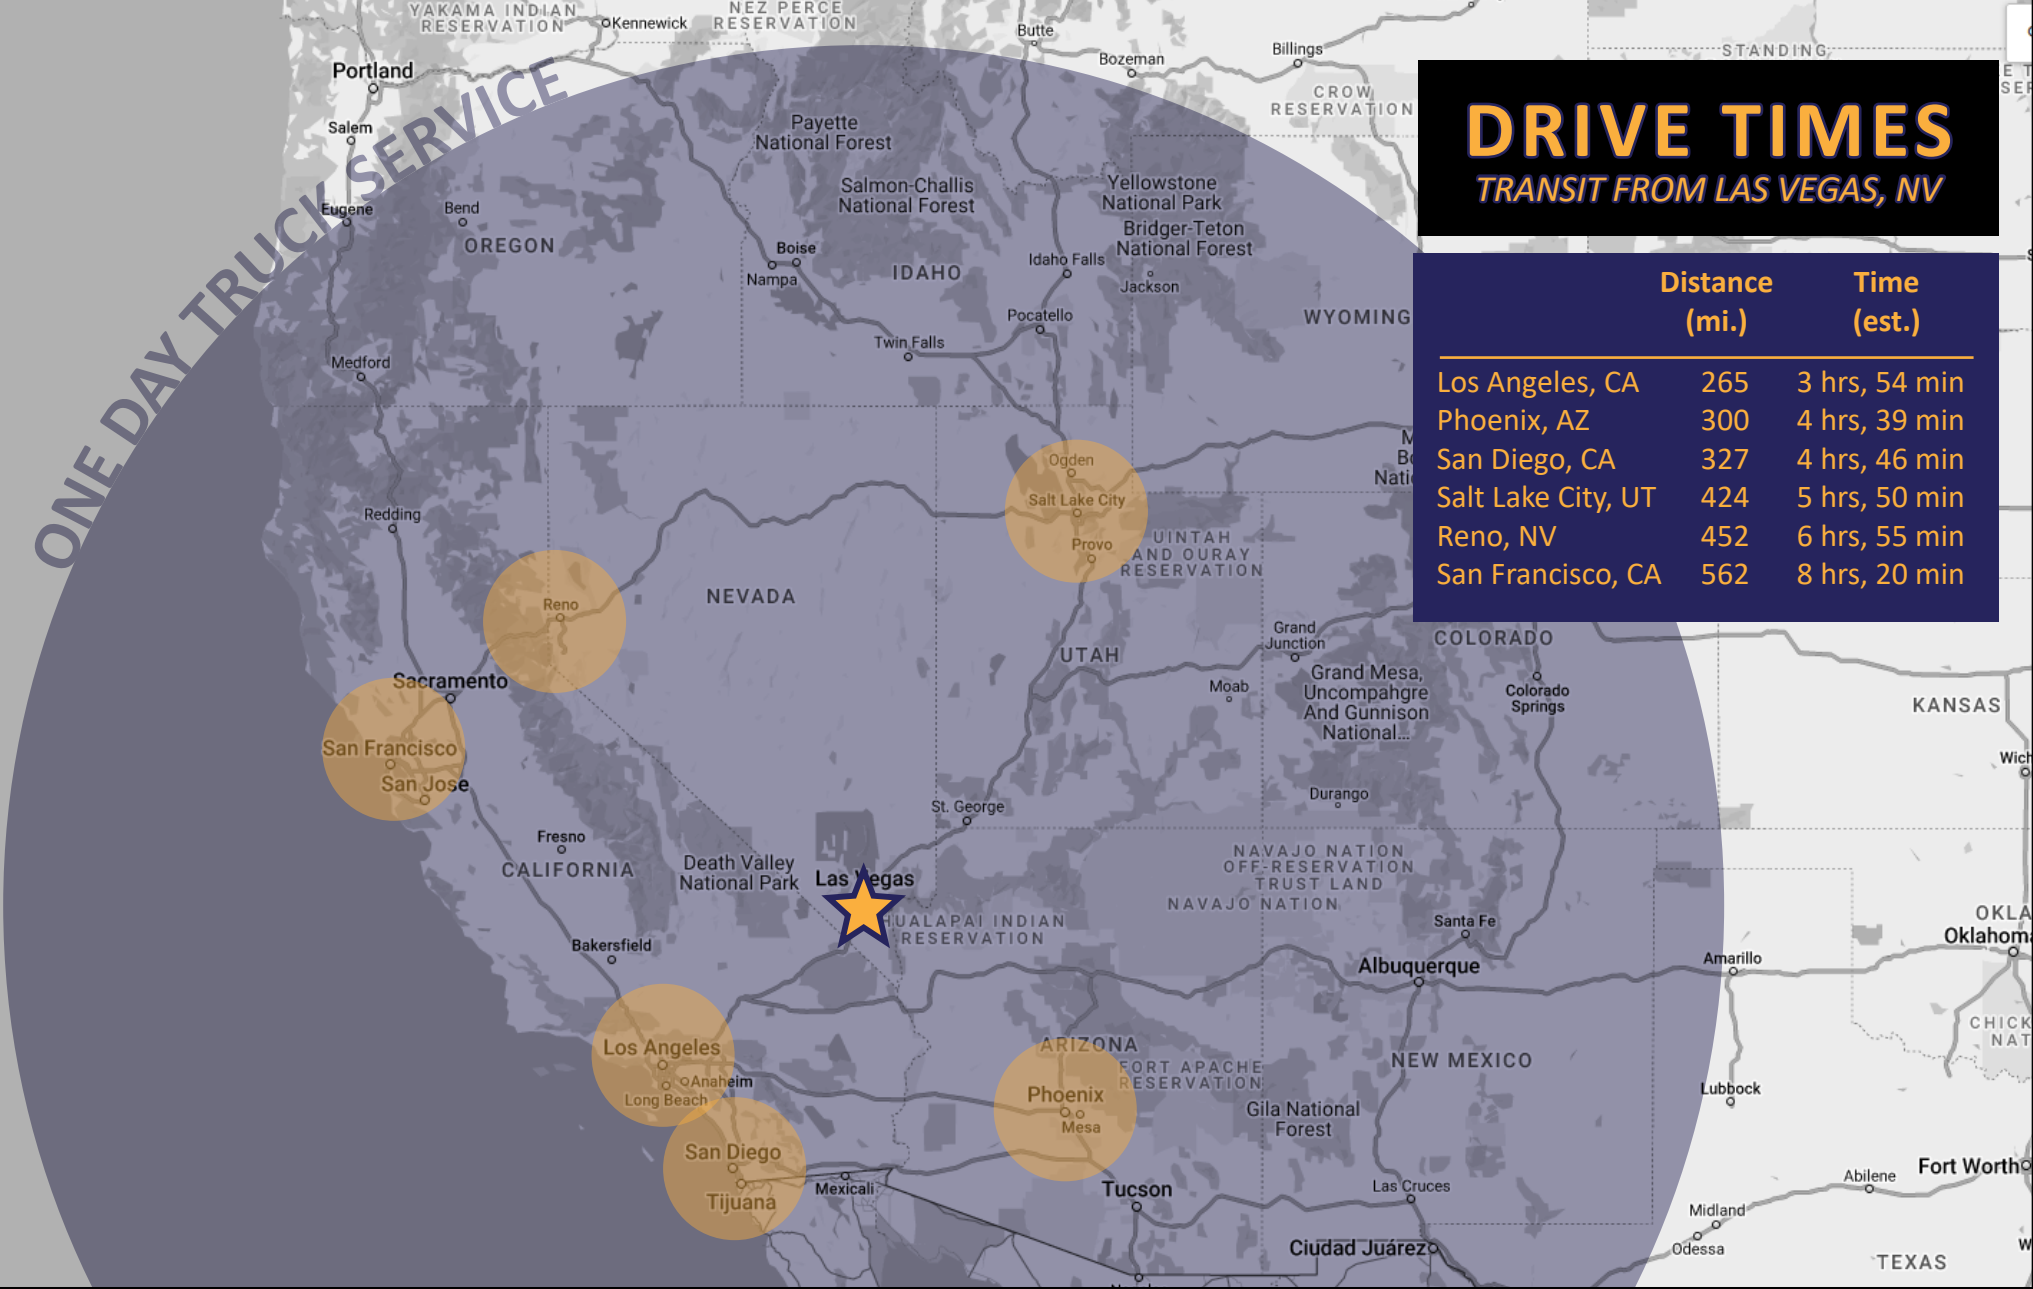 YAKAMA INDIAN
RESERVATION
Kennewick
NEZ PERCE
RESERVATION
Butte
Bozeman
Billings
STANDING
CROW
RESERVATION
Portland
Salem
Eugene
Bend
OREGON
Medford
ONE DAY TRUCK SERVICE
Payette
National Forest
Salmon-Challis
National Forest
Yellowstone
National Park
Bridger-Teton
National Forest
Boise
Nampa
IDAHO
Idaho Falls
Jackson
Pocatello
Twin Falls
WYOMING
DRIVE TIMES
TRANSIT FROM LAS VEGAS, NV
Distance Time
(mi.) (est.)
Los Angeles, CA 265 3 hrs, 54 min
Phoenix, AZ 300 4 hrs, 39 min
San Diego, CA 327 4 hrs, 46 min
Salt Lake City, UT 424 5 hrs, 50 min
Reno, NV 452 6 hrs, 55 min
San Francisco, CA 562 8 hrs, 20 min
Redding
Ogden
Salt Lake City
Provo
UINTAH
AND OURAY
RESERVATION
Reno
NEVADA
UTAH
Grand
Junction
Moab
Grand Mesa,
Uncompahgre
And Gunnison
National...
COLORADO
Colorado
Springs
KANSAS
Wich
Sacramento
San Francisco
San Jose
Fresno
CALIFORNIA
Death Valley
National Park
Las Vegas
St. George
Durango
NAVAJO NATION
OFF-RESERVATION
TRUST LAND
NAVAJO NATION
HUALAPAI INDIAN
RESERVATION
Santa Fe
Albuquerque
Amarillo
OKLA
Oklahoma
CHICK
NAT
Bakersfield
Los Angeles
Anaheim
Long Beach
San Diego
Tijuana
Mexicali
ARIZONA
FORT APACHE
RESERVATION
Phoenix
Mesa
Tucson
Gila National
Forest
NEW MEXICO
Las Cruces
Ciudad Juárez
Lubbock
Abilene
Fort Worth
Midland
Odessa
TEXAS